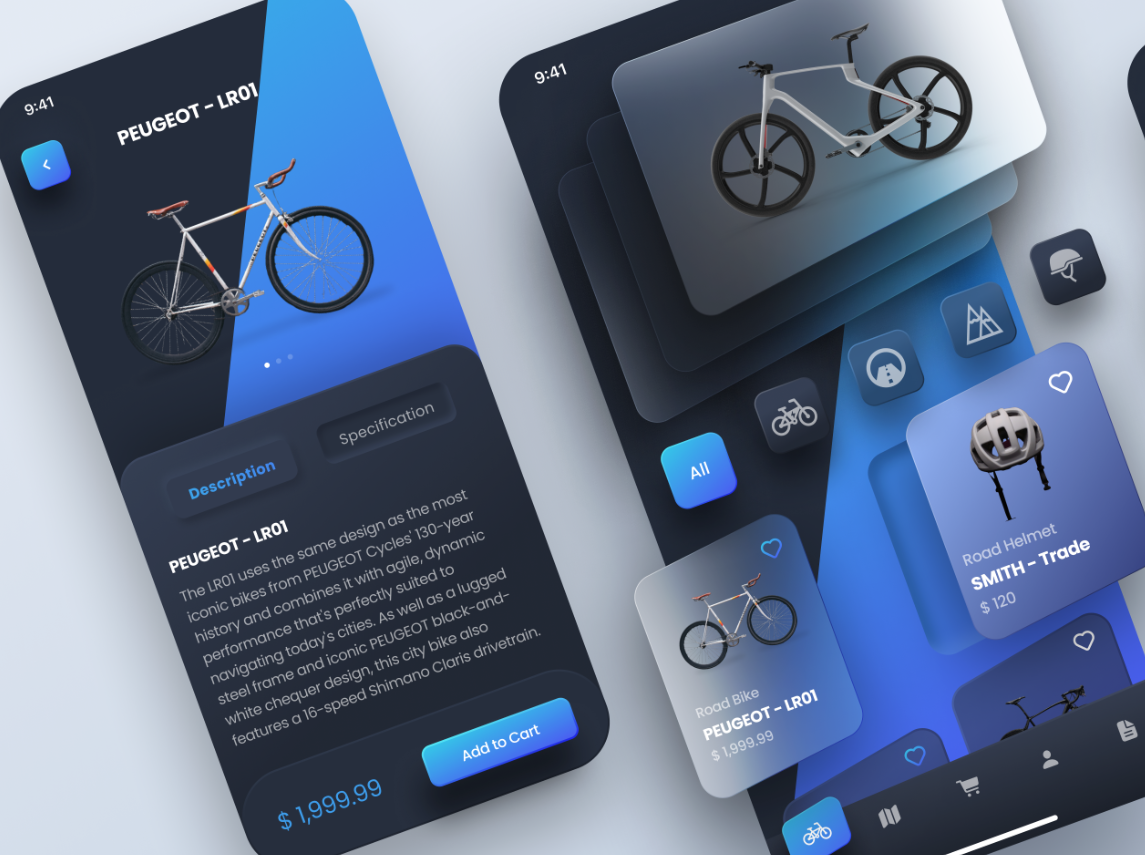 9:41
PEUGEOT - LR01
Description
Specification
PEUGEOT - LR01
The LR01 uses the same design as the most
iconic bikes from PEUGEOT Cycles' 130-year
history and combines it with agile, dynamic
performance that's perfectly suited to
navigating today's cities. As well as a lugged
steel frame and iconic PEUGEOT black-and-
white chequer design, this city bike also
features a 16-speed Shimano Claris drivetrain.
$ 1,999.99
Add to Cart
9:41
All
Road Helmet
SMITH - Trade
$ 120
Road Bike
PEUGEOT - LR01
$ 1,999.99